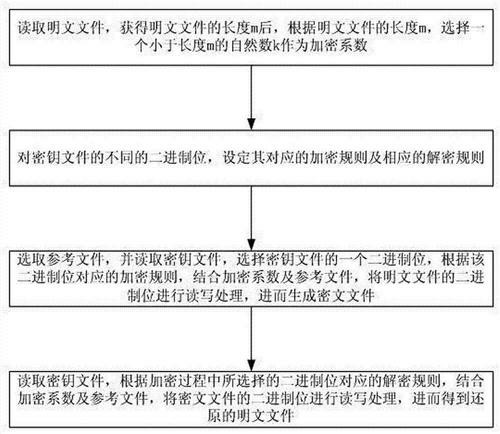 读取明文文件，获得明文文件的长度m后，根据明文文件的长度m，选择一
个小于长度m的自然数k作为加密系数
对密钥文件的不同的二进制位，设定其对应的加密规则及相应的解密规则
选取参考文件，并读取密钥文件，选择密钥文件的一个二进制位，根据该
二进制位对应的加密规则，结合加密系数及参考文件，将明文文件的二进
制位进行读写处理，进而生成密文文件
读取密钥文件，根据加密过程中所选择的二进制位对应的解密规则，结合
加密系数及参考文件，将密文文件的二进制位进行读写处理，进而得到还
原的明文文件